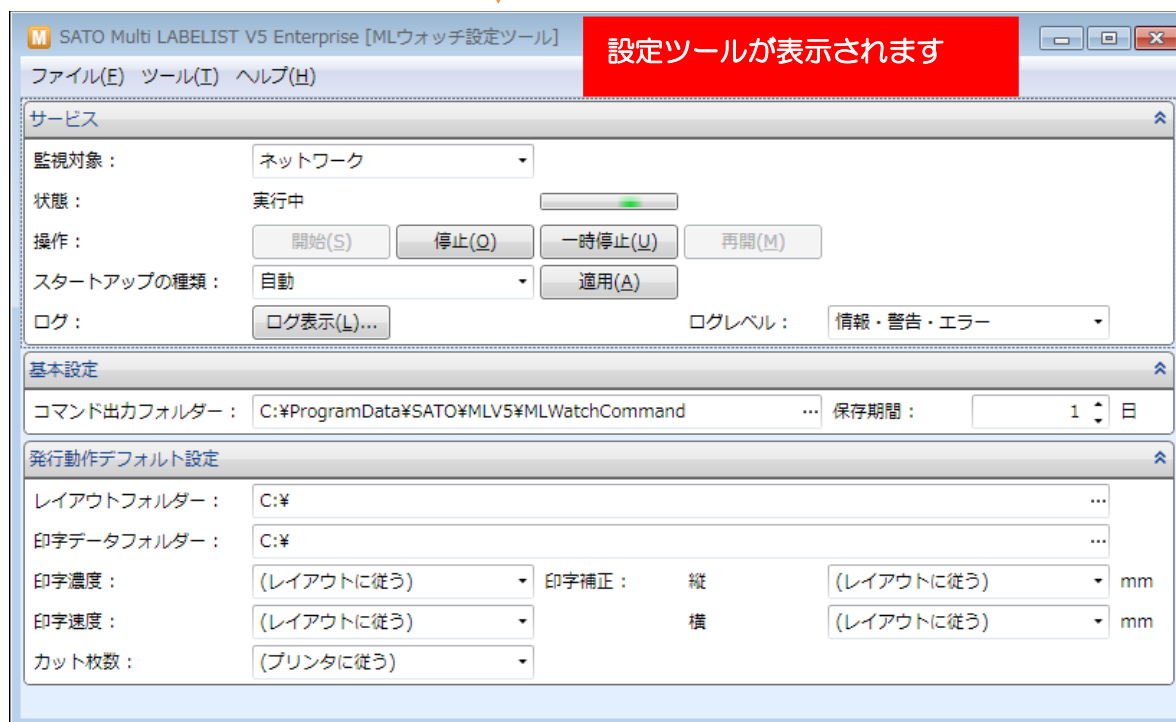 M SATO Multi LABELIST V5 Enterprise [MLウォッチ設定ツール]
設定ツールが表示されます
ファイル(F) ツール(T) ヘルプ(H)
サービス
監視対象： ネットワーク
状態： 実行中
操作： 開始(S) 停止(O) 一時停止(U) 再開(M)
スタートアップの種類： 自動 適用(A)
ログ： ログ表示(L)... ログレベル： 情報・警告・エラー
基本設定
コマンド出力フォルダー： C:¥ProgramData¥SATO¥MLV5¥MLWatchCommand ... 保存期間： 1 日
発行動作デフォルト設定
レイアウトフォルダー： C:¥ ...
印字データフォルダー： C:¥ ...
印字濃度： (レイアウトに従う) 印字補正： 縦 (レイアウトに従う) mm
印字速度： (レイアウトに従う) 横 (レイアウトに従う) mm
カット枚数： (プリンタに従う)